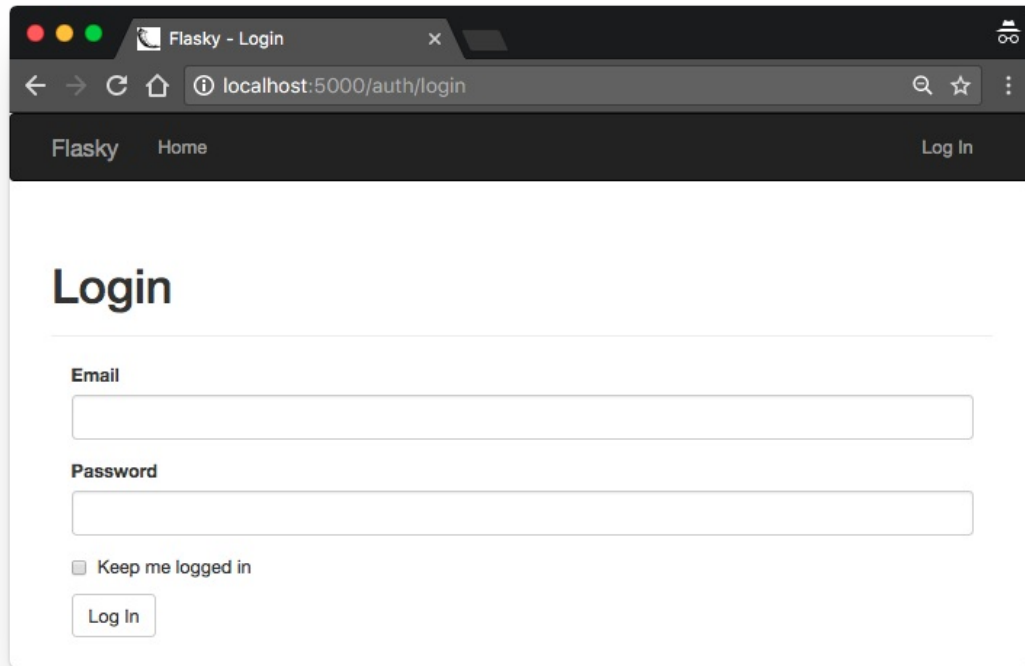 Flasky - Login
localhost:5000/auth/login
Flasky Home Log In
Login
Email
Password
Keep me logged in
Log In